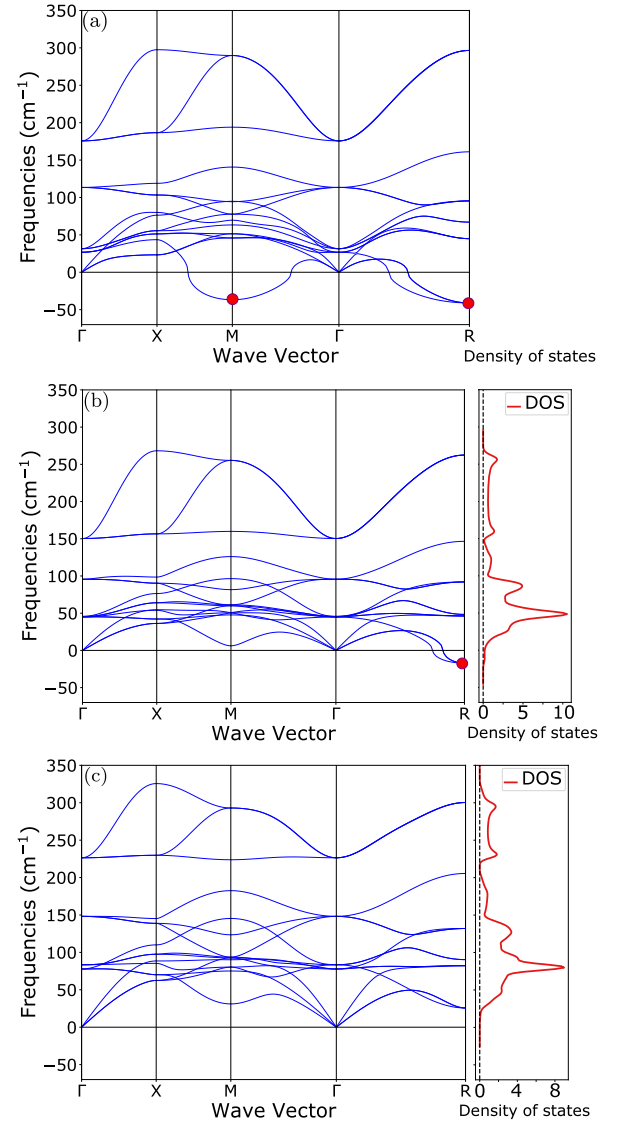 (a)
350
300
250
200
150
100
50
0
−50
Frequencies (cm⁻¹)
Γ X M Γ R
Wave Vector
Density of states
(b)
350
300
250
200
150
100
50
0
−50
Frequencies (cm⁻¹)
Γ X M Γ R
Wave Vector
DOS
0 5 10
Density of states
(c)
350
300
250
200
150
100
50
0
−50
Frequencies (cm⁻¹)
Γ X M Γ R
Wave Vector
DOS
0 4 8
Density of states